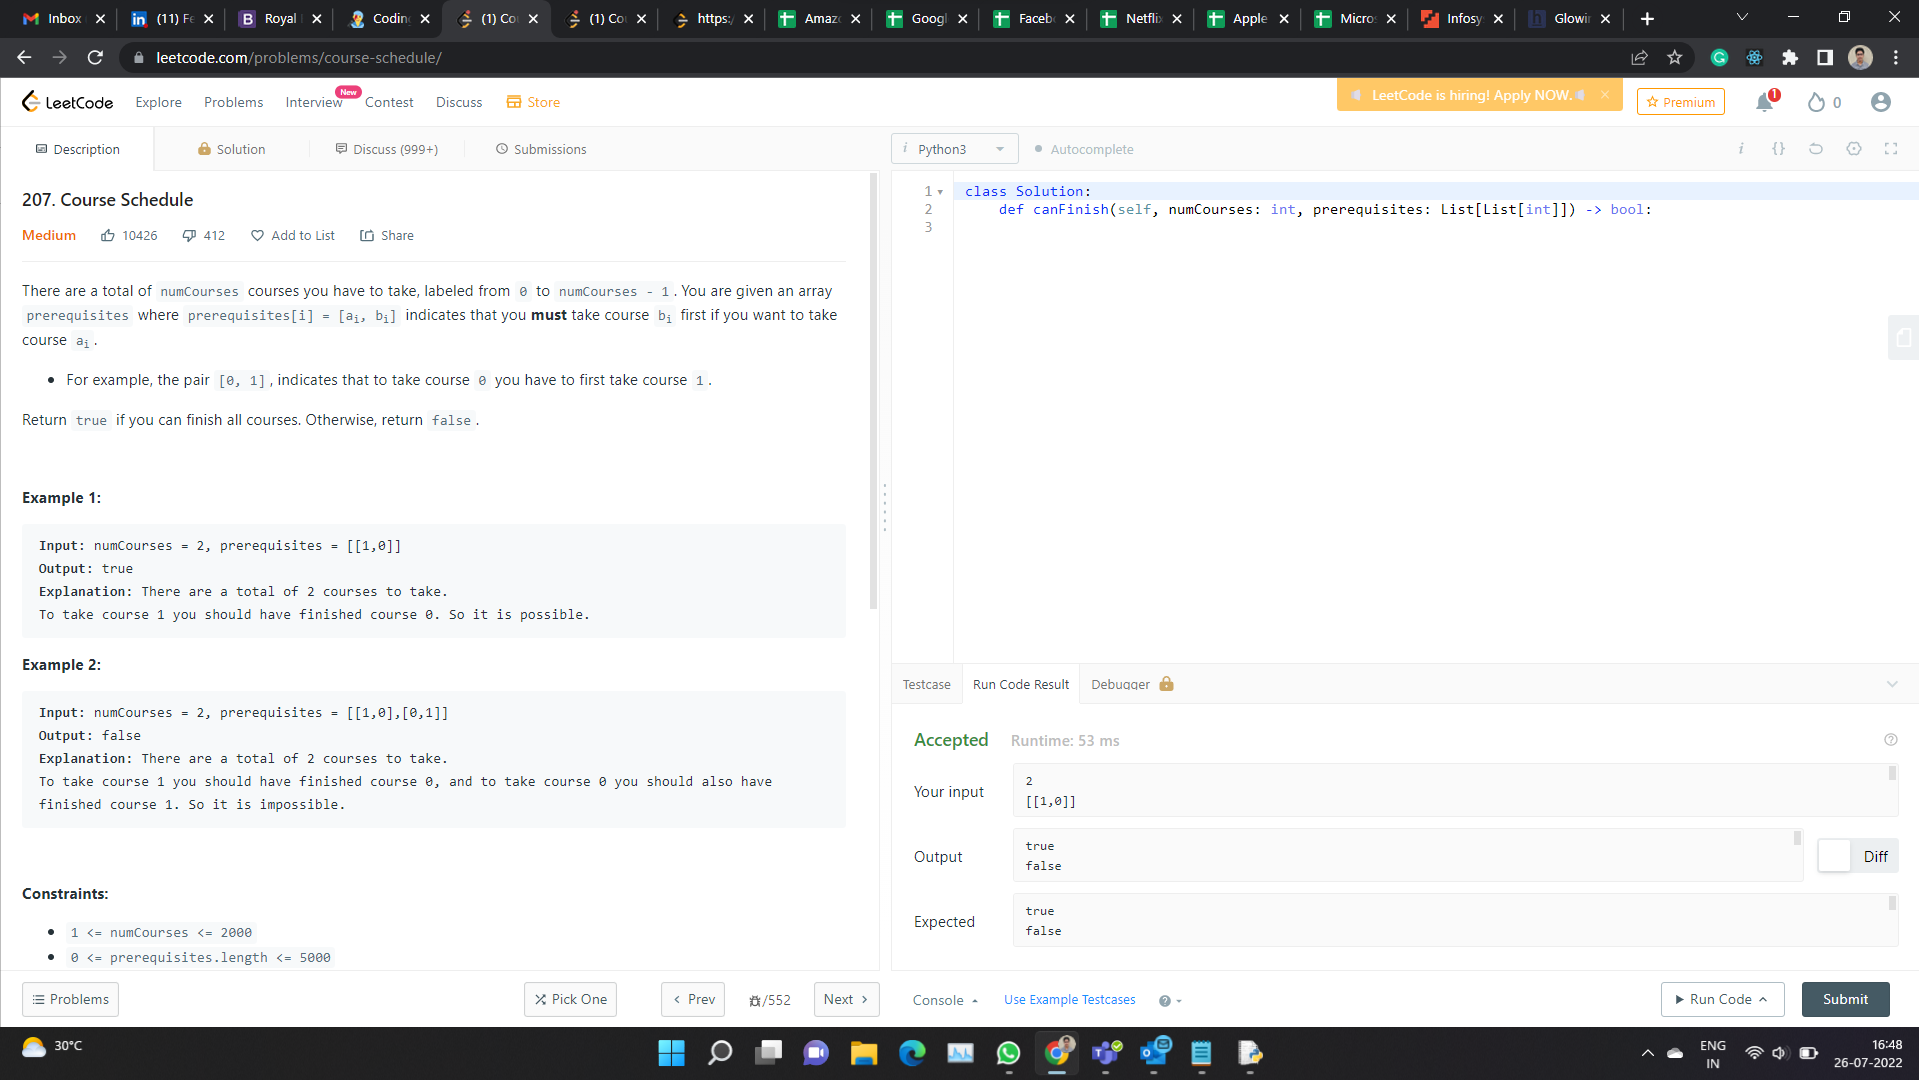 Inbox
(11) Fe
Royal
Coding
(1) Co
(1) Co
https:/
Amaz
Googl
Faceb
Netflix
Apple
Micros
Infosy
Glowin
leetcode.com/problems/course-schedule/
LeetCode
Explore
Problems
Interview
New
Contest
Discuss
Store
LeetCode is hiring! Apply NOW.
Premium
1
0
Description
Solution
Discuss (999+)
Submissions
Python3
Autocomplete
207. Course Schedule
Medium
10426
412
Add to List
Share
There are a total of numCourses courses you have to take, labeled from 0 to numCourses - 1. You are given an array
prerequisites where prerequisites[i] = [ai, bi] indicates that you must take course bi first if you want to take
course ai.
• For example, the pair [0, 1], indicates that to take course 0 you have to first take course 1.
Return true if you can finish all courses. Otherwise, return false.
Example 1:
Input: numCourses = 2, prerequisites = [[1,0]]
Output: true
Explanation: There are a total of 2 courses to take.
To take course 1 you should have finished course 0. So it is possible.
Example 2:
Input: numCourses = 2, prerequisites = [[1,0],[0,1]]
Output: false
Explanation: There are a total of 2 courses to take.
To take course 1 you should have finished course 0, and to take course 0 you should also have
finished course 1. So it is impossible.
Constraints:
• 1 <= numCourses <= 2000
• 0 <= prerequisites.length <= 5000
1 class Solution:
2 def canFinish(self, numCourses: int, prerequisites: List[List[int]]) -> bool:
3
Testcase
Run Code Result
Debugger
Accepted
Runtime: 53 ms
Your input
2
[[1,0]]
Output
true
false
Diff
Expected
true
false
Problems
Pick One
Prev
/552
Next
Console
Use Example Testcases
Run Code
Submit
30°C
ENG
IN
16:48
26-07-2022